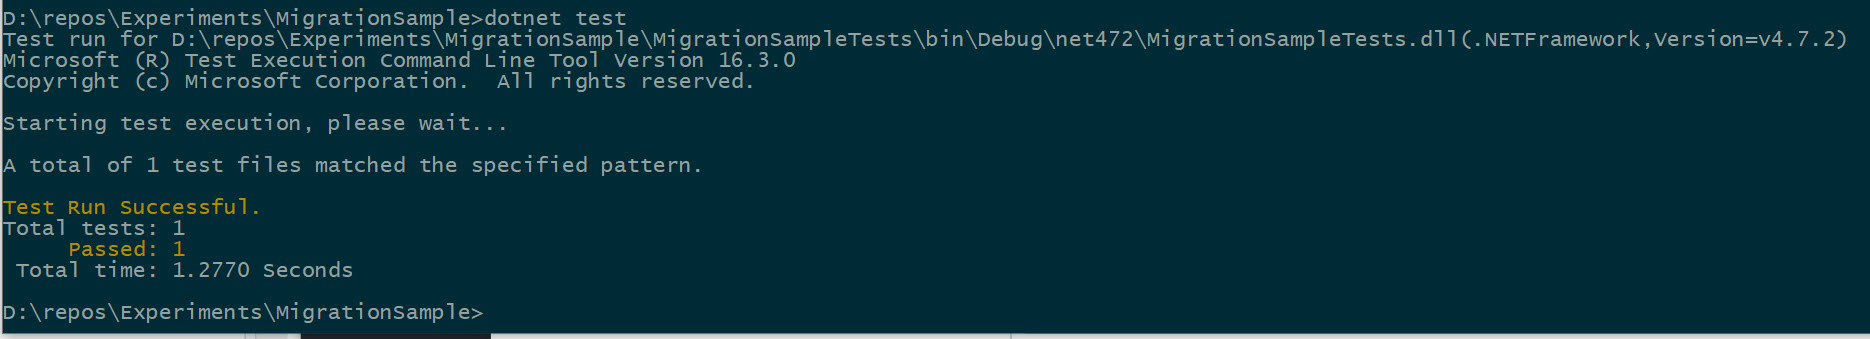 D:\repos\Experiments\MigrationSample>dotnet test
Test run for D:\repos\Experiments\MigrationSample\MigrationSampleTests\bin\Debug\net472\MigrationSampleTests.dll(.NETFramework,Version=v4.7.2)
Microsoft (R) Test Execution Command Line Tool Version 16.3.0
Copyright (c) Microsoft Corporation.  All rights reserved.
Starting test execution, please wait...
A total of 1 test files matched the specified pattern.
Test Run Successful.
Total tests: 1
     Passed: 1
 Total time: 1.2770 Seconds
D:\repos\Experiments\MigrationSample>